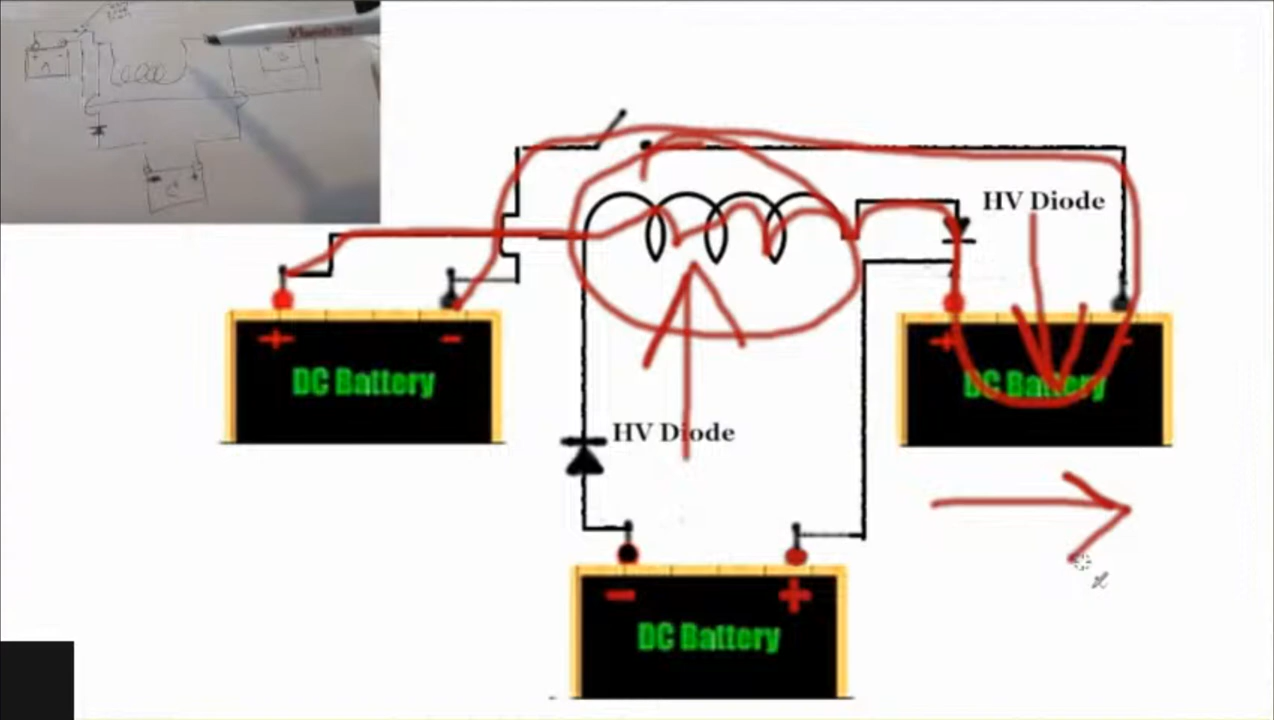 A
HV Diode
+
-
DC Battery
+
-
DC Battery
HV Diode
-
+
DC Battery